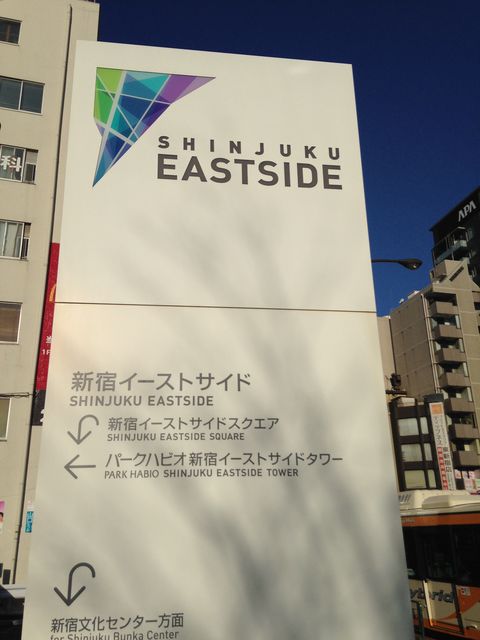 SHINJUKU
EASTSIDE
新宿イーストサイド
SHINJUKU EASTSIDE
新宿イーストサイドスクエア
SHINJUKU EASTSIDE SQUARE
パークハビオ新宿イーストサイドタワー
PARK HABIO SHINJUKU EASTSIDE TOWER
新宿文化センター方面
for Shinjuku Bunka Center
科
APA